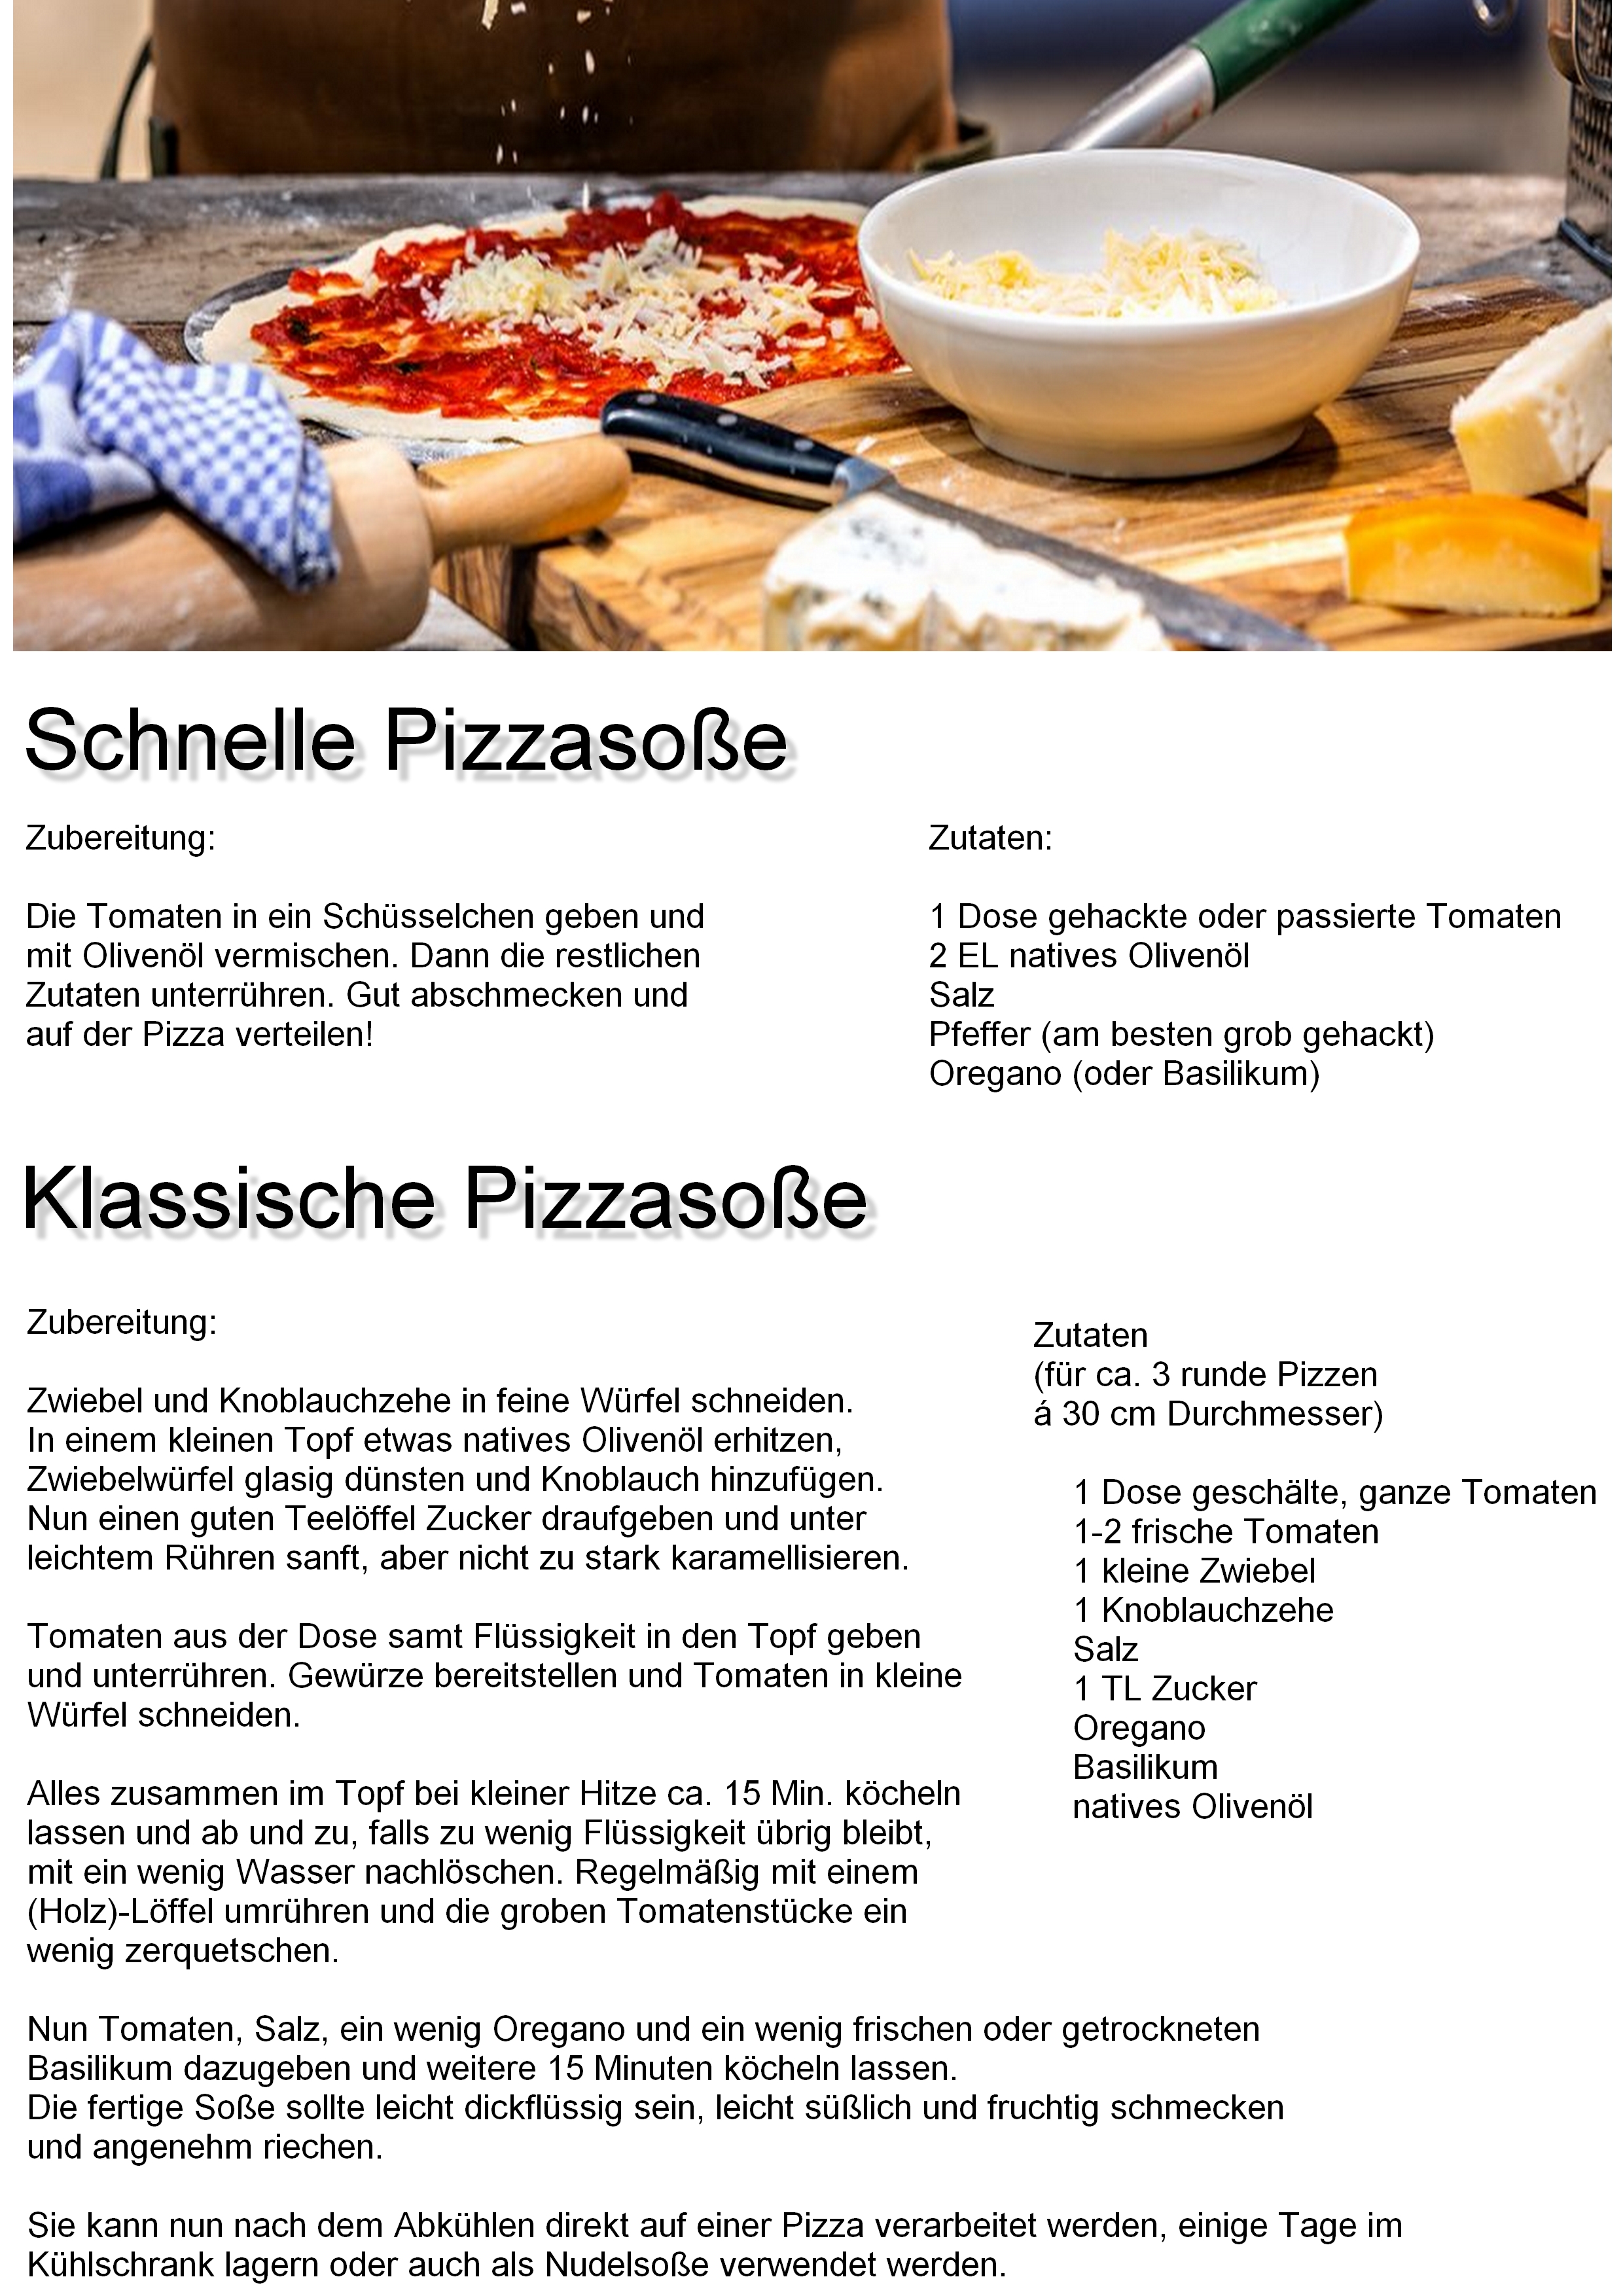 Schnelle Pizzasoße
Zubereitung:
Die Tomaten in ein Schüsselchen geben und
mit Olivenöl vermischen. Dann die restlichen
Zutaten unterrühren. Gut abschmecken und
auf der Pizza verteilen!
Zutaten:
1 Dose gehackte oder passierte Tomaten
2 EL natives Olivenöl
Salz
Pfeffer (am besten grob gehackt)
Oregano (oder Basilikum)
Klassische Pizzasoße
Zubereitung:
Zwiebel und Knoblauchzehe in feine Würfel schneiden.
In einem kleinen Topf etwas natives Olivenöl erhitzen,
Zwiebelwürfel glasig dünsten und Knoblauch hinzufügen.
Nun einen guten Teelöffel Zucker draufgeben und unter
leichtem Rühren sanft, aber nicht zu stark karamellisieren.
Tomaten aus der Dose samt Flüssigkeit in den Topf geben
und unterrühren. Gewürze bereitstellen und Tomaten in kleine
Würfel schneiden.
Alles zusammen im Topf bei kleiner Hitze ca. 15 Min. köcheln
lassen und ab und zu, falls zu wenig Flüssigkeit übrig bleibt,
mit ein wenig Wasser nachlöschen. Regelmäßig mit einem
(Holz)-Löffel umrühren und die groben Tomatenstücke ein
wenig zerquetschen.
Nun Tomaten, Salz, ein wenig Oregano und ein wenig frischen oder getrockneten
Basilikum dazugeben und weitere 15 Minuten köcheln lassen.
Die fertige Soße sollte leicht dickflüssig sein, leicht süßlich und fruchtig schmecken
und angenehm riechen.
Sie kann nun nach dem Abkühlen direkt auf einer Pizza verarbeitet werden, einige Tage im
Kühlschrank lagern oder auch als Nudelsoße verwendet werden.
Zutaten
(für ca. 3 runde Pizzen
á 30 cm Durchmesser)
1 Dose geschälte, ganze Tomaten
1-2 frische Tomaten
1 kleine Zwiebel
1 Knoblauchzehe
Salz
1 TL Zucker
Oregano
Basilikum
natives Olivenöl